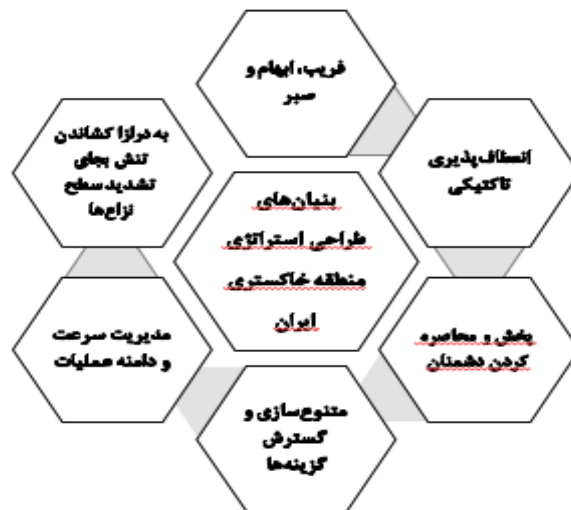 فریب، ابهام و
صبر
انعطاف‌پذیری
تاکتیکی
پخش و محاصره
کردن دشمنان
متنوع‌سازی و
گسترش
گزینه‌ها
مدیریت سرعت
و دامنه عملیات
به درازا کشاندن
تنش بجای
تشدید سطح
نزاع‌ها
بنیان‌های
طراحی استراتژی
منطقه خاکستری
ایران